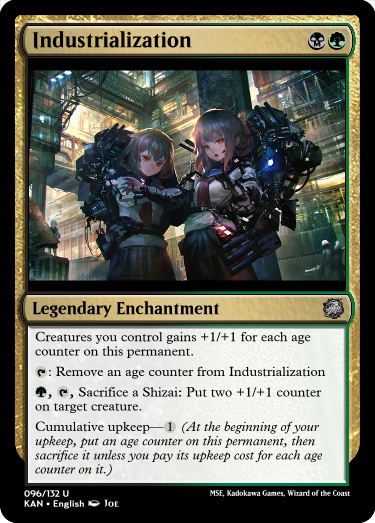 Industrialization
Legendary Enchantment
Creatures you control gains +1/+1 for each age
counter on this permanent.
: Remove an age counter from Industrialization
, , Sacrifice a Shizai: Put two +1/+1 counter
on target creature.
Cumulative upkeep— 1 (At the beginning of your
upkeep, put an age counter on this permanent, then
sacrifice it unless you pay its upkeep cost for each age
counter on it.)
096/132 U
KAN • English JOE
MSE, Kadokawa Games, Wizard of the Coast